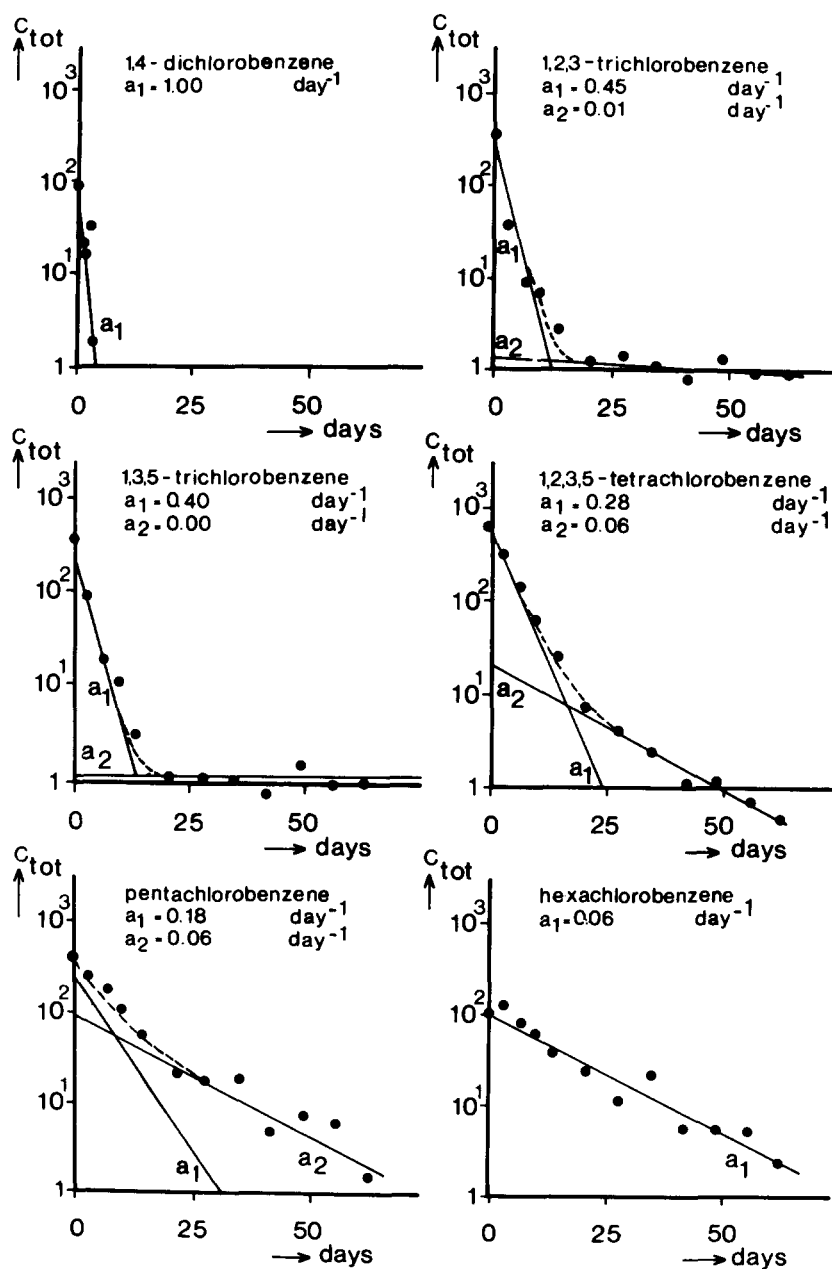 C tot
1,4-dichlorobenzene
a1=1.00 day-1
10³
10²
10¹
1
a1
0 25 50
→ days
C tot
1,2,3-trichlorobenzene
a1=0.45 day-1
a2=0.01 day-1
10³
10²
10¹
1
a1
a2
0 25 50
→ days
C tot
1,3,5-trichlorobenzene
a1=0.40 day-1
a2=0.00 day-1
10³
10²
10¹
1
a1
a2
0 25 50
→ days
C tot
1,2,3,5-tetrachlorobenzene
a1=0.28 day-1
a2=0.06 day-1
10³
10²
10¹
1
a2
a1
0 25 50
→ days
C tot
pentachlorobenzene
a1=0.18 day-1
a2=0.06 day-1
10³
10²
10¹
1
a1
a2
0 25 50
→ days
C tot
hexachlorobenzene
a1=0.06 day-1
10³
10²
10¹
1
a1
0 25 50
→ days